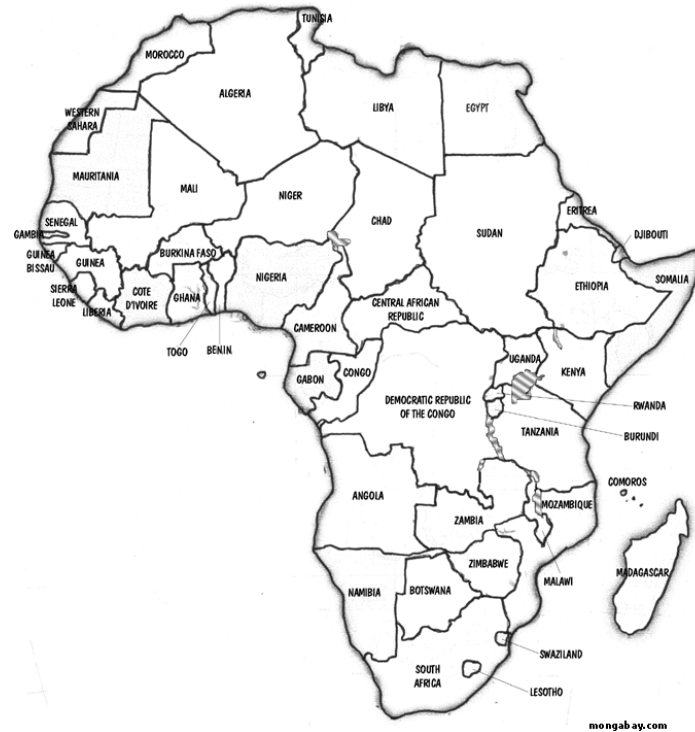 TUNISIA
MOROCCO
ALGERIA
LIBYA
EGYPT
WESTERN
SAHARA
MAURITANIA
MALI
NIGER
CHAD
SUDAN
ERITREA
DJIBOUTI
SENEGAL
GAMBIA
GUINEA
BISSAU
GUINEA
BURKINA FASO
NIGERIA
ETHIOPIA
SOMALIA
SIERRA
LEONE
LIBERIA
COTE
D'IVOIRE
GHANA
TOGO
BENIN
CAMEROON
CENTRAL AFRICAN
REPUBLIC
GABON
CONGO
UGANDA
KENYA
DEMOCRATIC REPUBLIC
OF THE CONGO
RWANDA
BURUNDI
TANZANIA
COMOROS
ANGOLA
ZAMBIA
MOZAMBIQUE
MALAWI
MADAGASCAR
NAMIBIA
BOTSWANA
ZIMBABWE
SWAZILAND
SOUTH
AFRICA
LESOTHO
mongabay.com